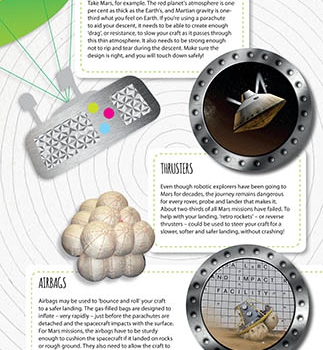 Take Mars, for example. The red planet's atmosphere is one
per cent as thick as the Earth's, and Martian gravity is one-
third what you feel on Earth. If you're using a parachute
to aid your descent, it needs to be able to create enough
'drag', or resistance, to slow your craft as it passes through
this thin atmosphere. It also needs to be strong enough
not to rip and tear during the descent. Make sure the
design is right, and you will touch down safely!
THRUSTERS
Even though robotic explorers have been going to
Mars for decades, the journey remains dangerous
for every rover, probe and lander that makes it.
About two-thirds of all Mars missions have failed. To
help with your landing, 'retro rockets' – or reverse
thrusters – could be used to steer your craft for a
slower, softer and safer landing, without crashing!
AIRBAGS
Airbags may be used to 'bounce and roll' your craft
to a safer landing. The gas-filled bags are designed to
inflate – very rapidly – just before the parachutes are
detached and the spacecraft impacts with the surface.
For Mars missions, the airbags have to be sturdy
enough to cushion the spacecraft if it landed on rocks
or rough ground. They also need to allow the craft to
AND IMPACT
FACILITY